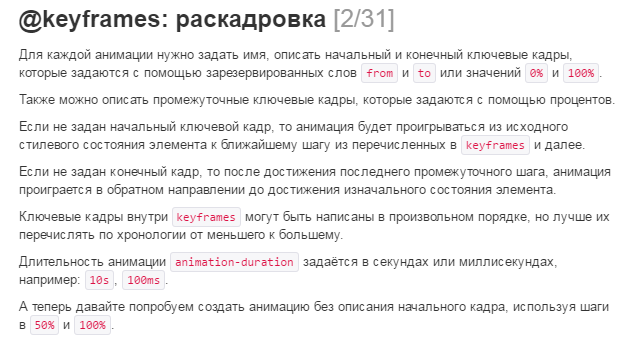 @keyframes: раскадровка [2/31]
Для каждой анимации нужно задать имя, описать начальный и конечный ключевые кадры,
которые задаются с помощью зарезервированных слов from и to или значений 0% и 100% .
Также можно описать промежуточные ключевые кадры, которые задаются с помощью процентов.
Если не задан начальный ключевой кадр, то анимация будет проигрываться из исходного
стилевого состояния элемента к ближайшему шагу из перечисленных в keyframes и далее.
Если не задан конечный кадр, то после достижения последнего промежуточного шага, анимация
проиграется в обратном направлении до достижения изначального состояния элемента.
Ключевые кадры внутри keyframes могут быть написаны в произвольном порядке, но лучше их
перечислять по хронологии от меньшего к большему.
Длительность анимации animation-duration задаётся в секундах или миллисекундах,
например: 10s , 100ms .
А теперь давайте попробуем создать анимацию без описания начального кадра, используя шаги
в 50% и 100% .